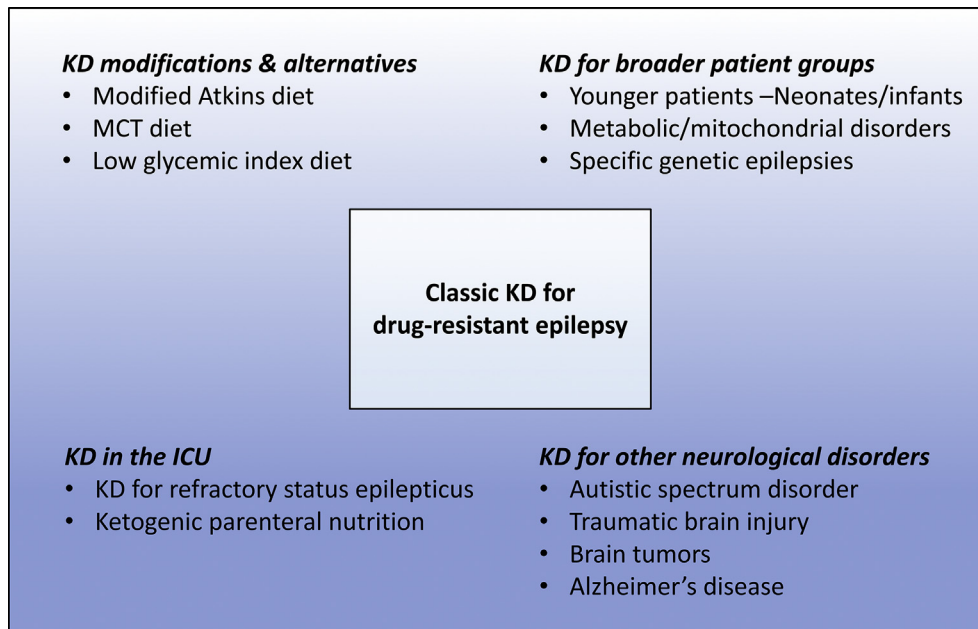 KD modifications & alternatives
• Modified Atkins diet
• MCT diet
• Low glycemic index diet
KD for broader patient groups
• Younger patients –Neonates/infants
• Metabolic/mitochondrial disorders
• Specific genetic epilepsies
Classic KD for
drug-resistant epilepsy
KD in the ICU
• KD for refractory status epilepticus
• Ketogenic parenteral nutrition
KD for other neurological disorders
• Autistic spectrum disorder
• Traumatic brain injury
• Brain tumors
• Alzheimer’s disease